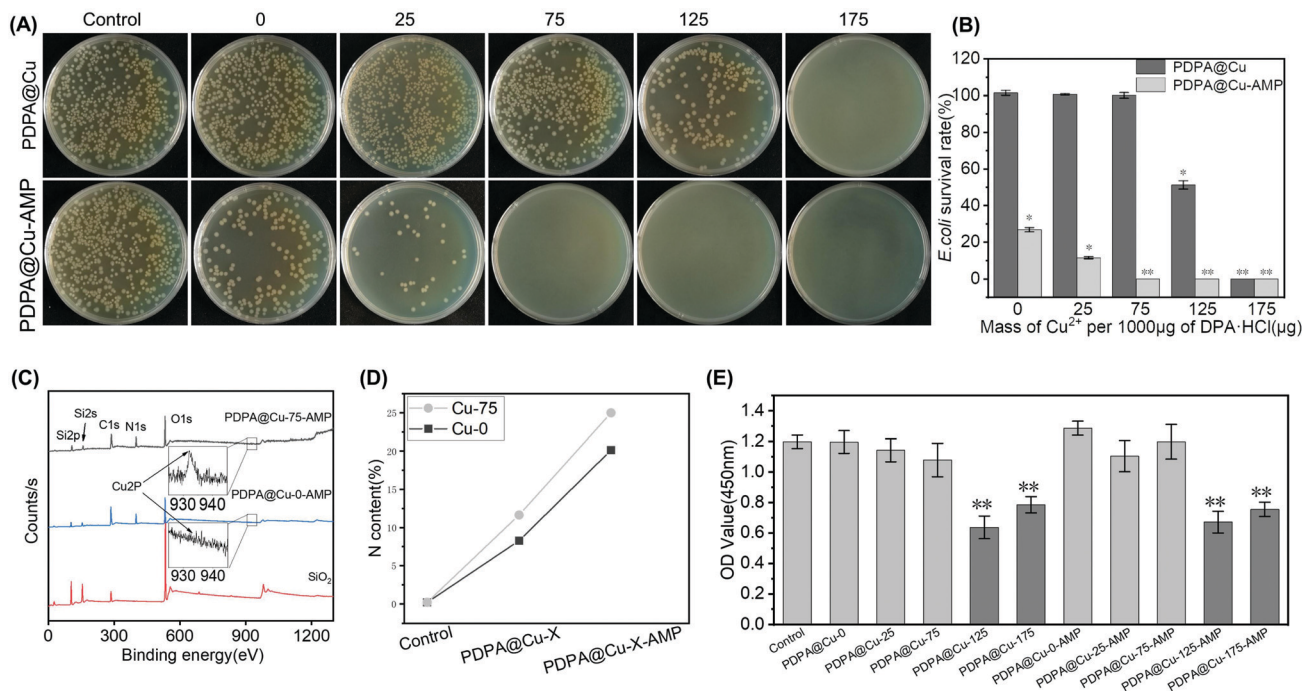 (A)
Control 0 25 75 125 175
PDPA@Cu
PDPA@Cu-AMP
(B)
PDPA@Cu
PDPA@Cu-AMP
E.coli survival rate(%)
120
100
80
60
40
20
0
* * ** * ** ** **
0 25 75 125 175
Mass of Cu²⁺ per 1000μg of DPA·HCl(μg)
(C)
Counts/s
Si2p
Si2s
C1s
N1s
O1s
PDPA@Cu-75-AMP
Cu2P
930 940
PDPA@Cu-0-AMP
930 940
SiO₂
0 300 600 900 1200
Binding energy(eV)
(D)
Cu-75
Cu-0
N content(%)
25
20
15
10
5
0
Control
PDPA@Cu-X
PDPA@Cu-X-AMP
(E)
OD Value(450nm)
1.4
1.2
1.0
0.8
0.6
0.4
0.2
0.0
** ** ** **
Control
PDPA@Cu-0
PDPA@Cu-25
PDPA@Cu-75
PDPA@Cu-125
PDPA@Cu-175
PDPA@Cu-0-AMP
PDPA@Cu-25-AMP
PDPA@Cu-75-AMP
PDPA@Cu-125-AMP
PDPA@Cu-175-AMP